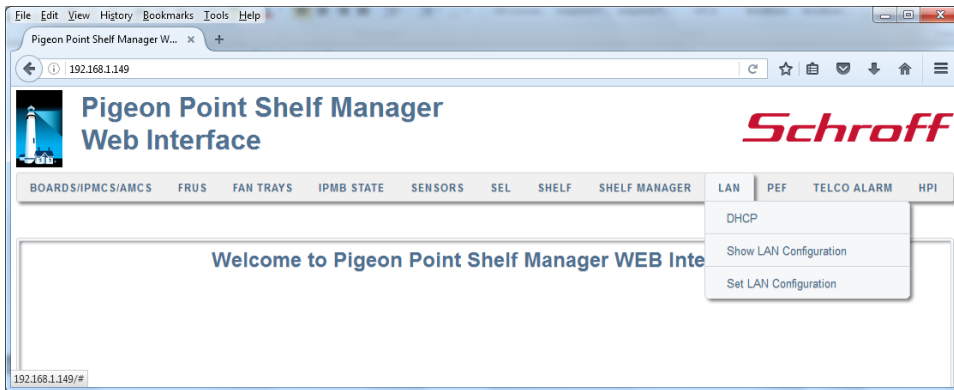 File Edit View History Bookmarks Tools Help
Pigeon Point Shelf Manager W... × +
192.168.1.149
Pigeon Point Shelf Manager
Web Interface
Schroff
BOARDS/IPMCS/AMCS FRUS FAN TRAYS IPMB STATE SENSORS SEL SHELF SHELF MANAGER LAN PEF TELCO ALARM HPI
DHCP
Welcome to Pigeon Point Shelf Manager WEB Inte
Show LAN Configuration
Set LAN Configuration
192.168.1.149/#